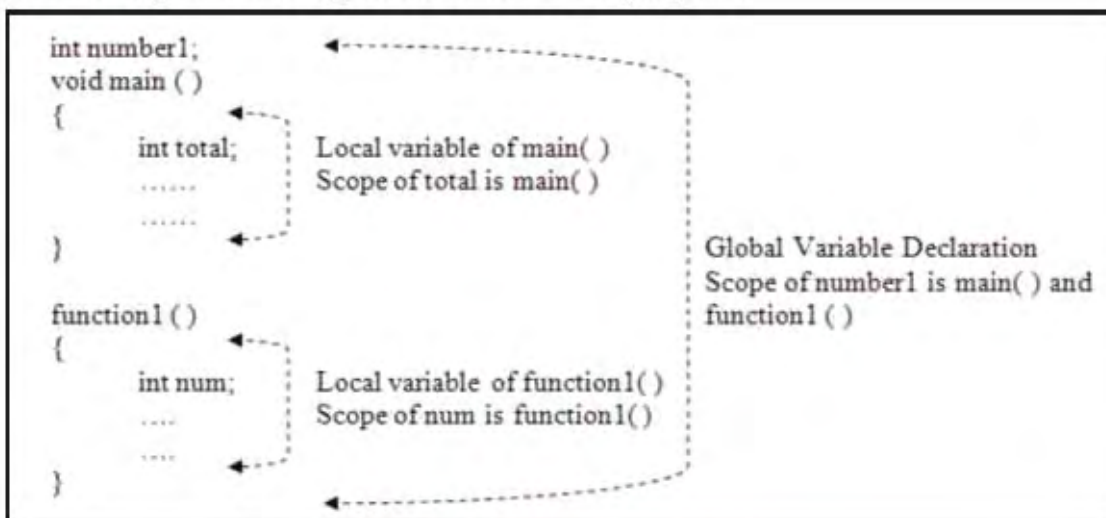 int number1;
void main ( )
{
int total;
......
......
}
Local variable of main( )
Scope of total is main( )
function1 ( )
{
int num;
....
....
}
Local variable of function1()
Scope of num is function1()
Global Variable Declaration
Scope of number1 is main( ) and
function1 ( )